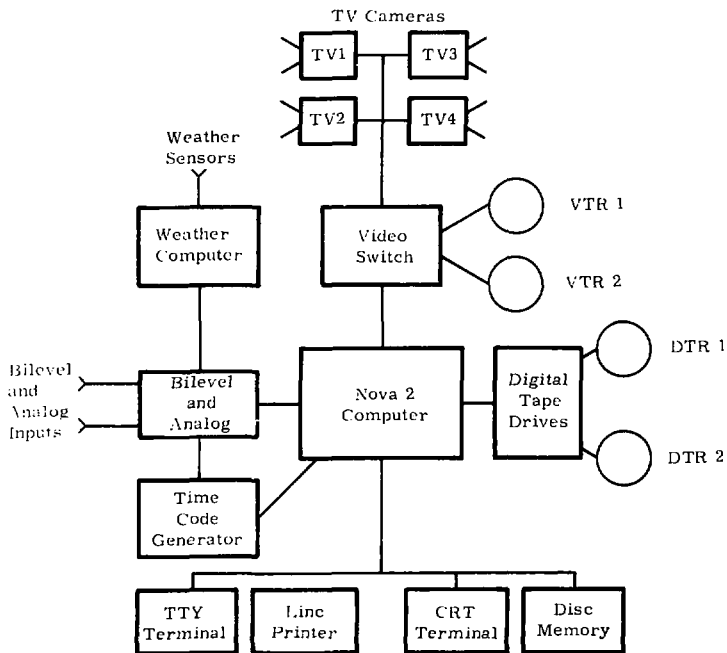 TV Cameras
TV1
TV3
TV2
TV4
Weather
Sensors
Weather
Computer
Video
Switch
VTR 1
VTR 2
Bilevel
and
Analog
Inputs
Bilevel
and
Analog
Nova 2
Computer
Digital
Tape
Drives
DTR 1
DTR 2
Time
Code
Generator
TTY
Terminal
Line
Printer
CRT
Terminal
Disc
Memory